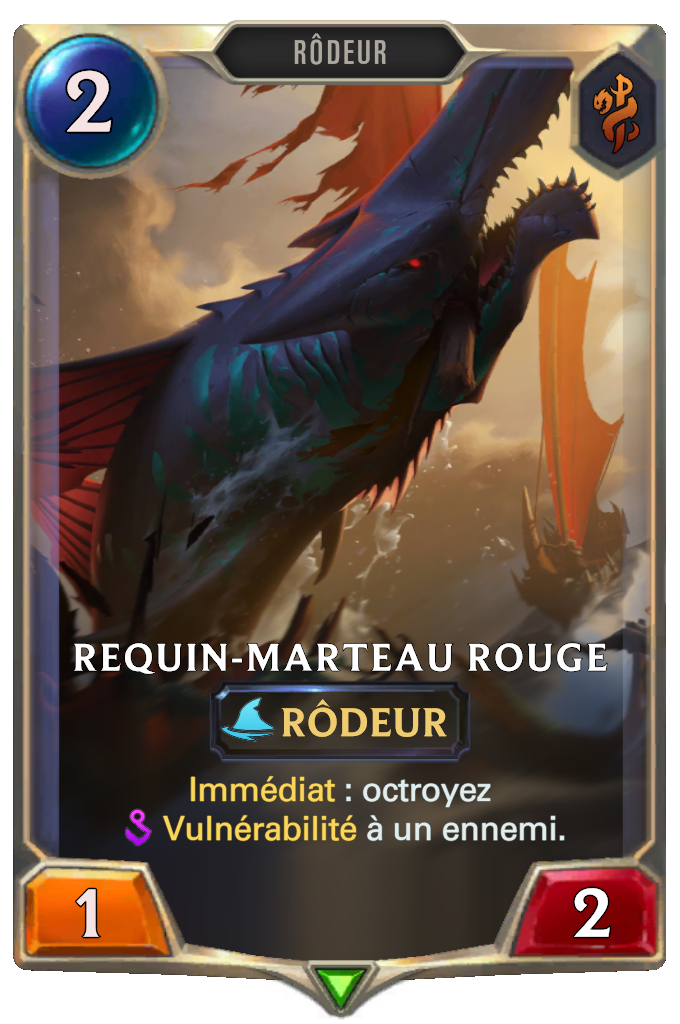 RÔDEUR
2
REQUIN-MARTEAU ROUGE
RÔDEUR
Immédiat : octroyez
Vulnérabilité à un ennemi.
1
2